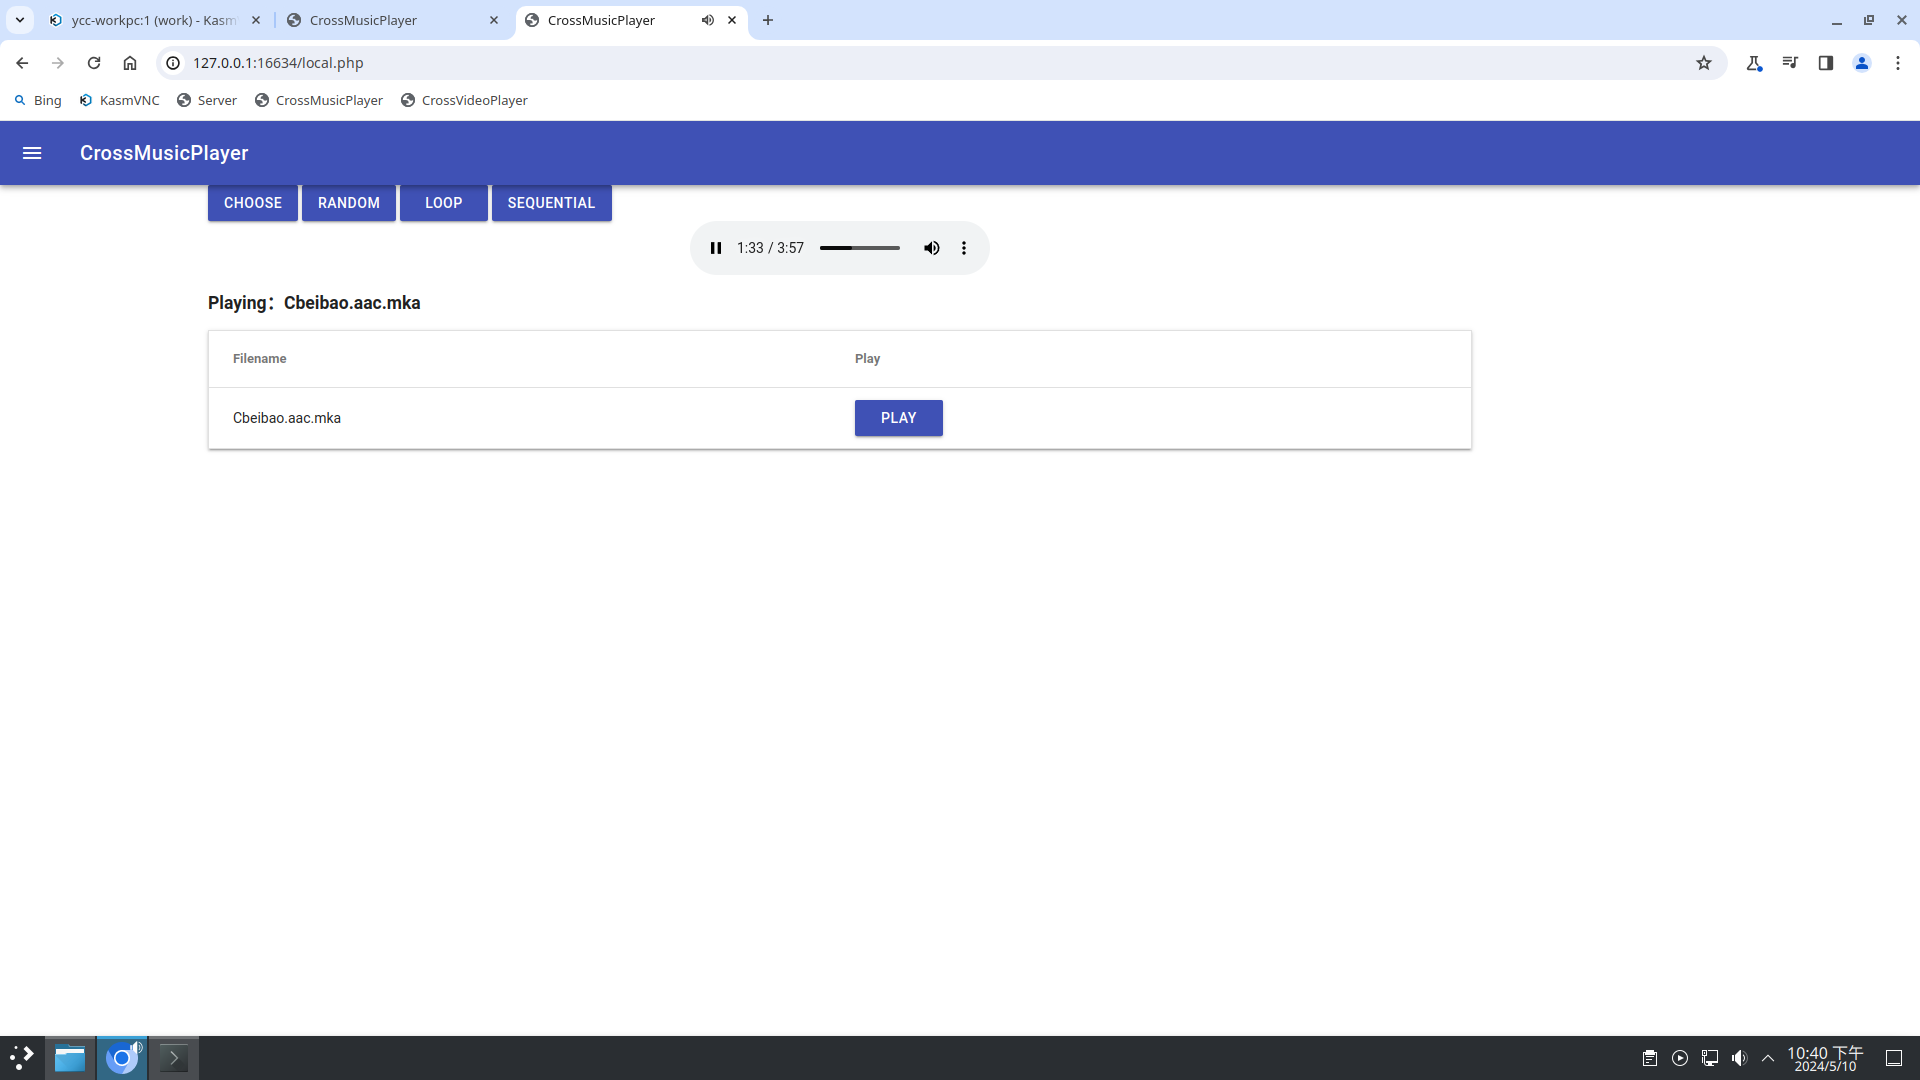 ycc-workpc:1 (work) - Kasm
CrossMusicPlayer
CrossMusicPlayer
127.0.0.1:16634/local.php
Bing
KasmVNC
Server
CrossMusicPlayer
CrossVideoPlayer
CrossMusicPlayer
CHOOSE
RANDOM
LOOP
SEQUENTIAL
1:33 / 3:57
Playing：Cbeibao.aac.mka
Filename
Play
Cbeibao.aac.mka
PLAY
10:40 下午
2024/5/10